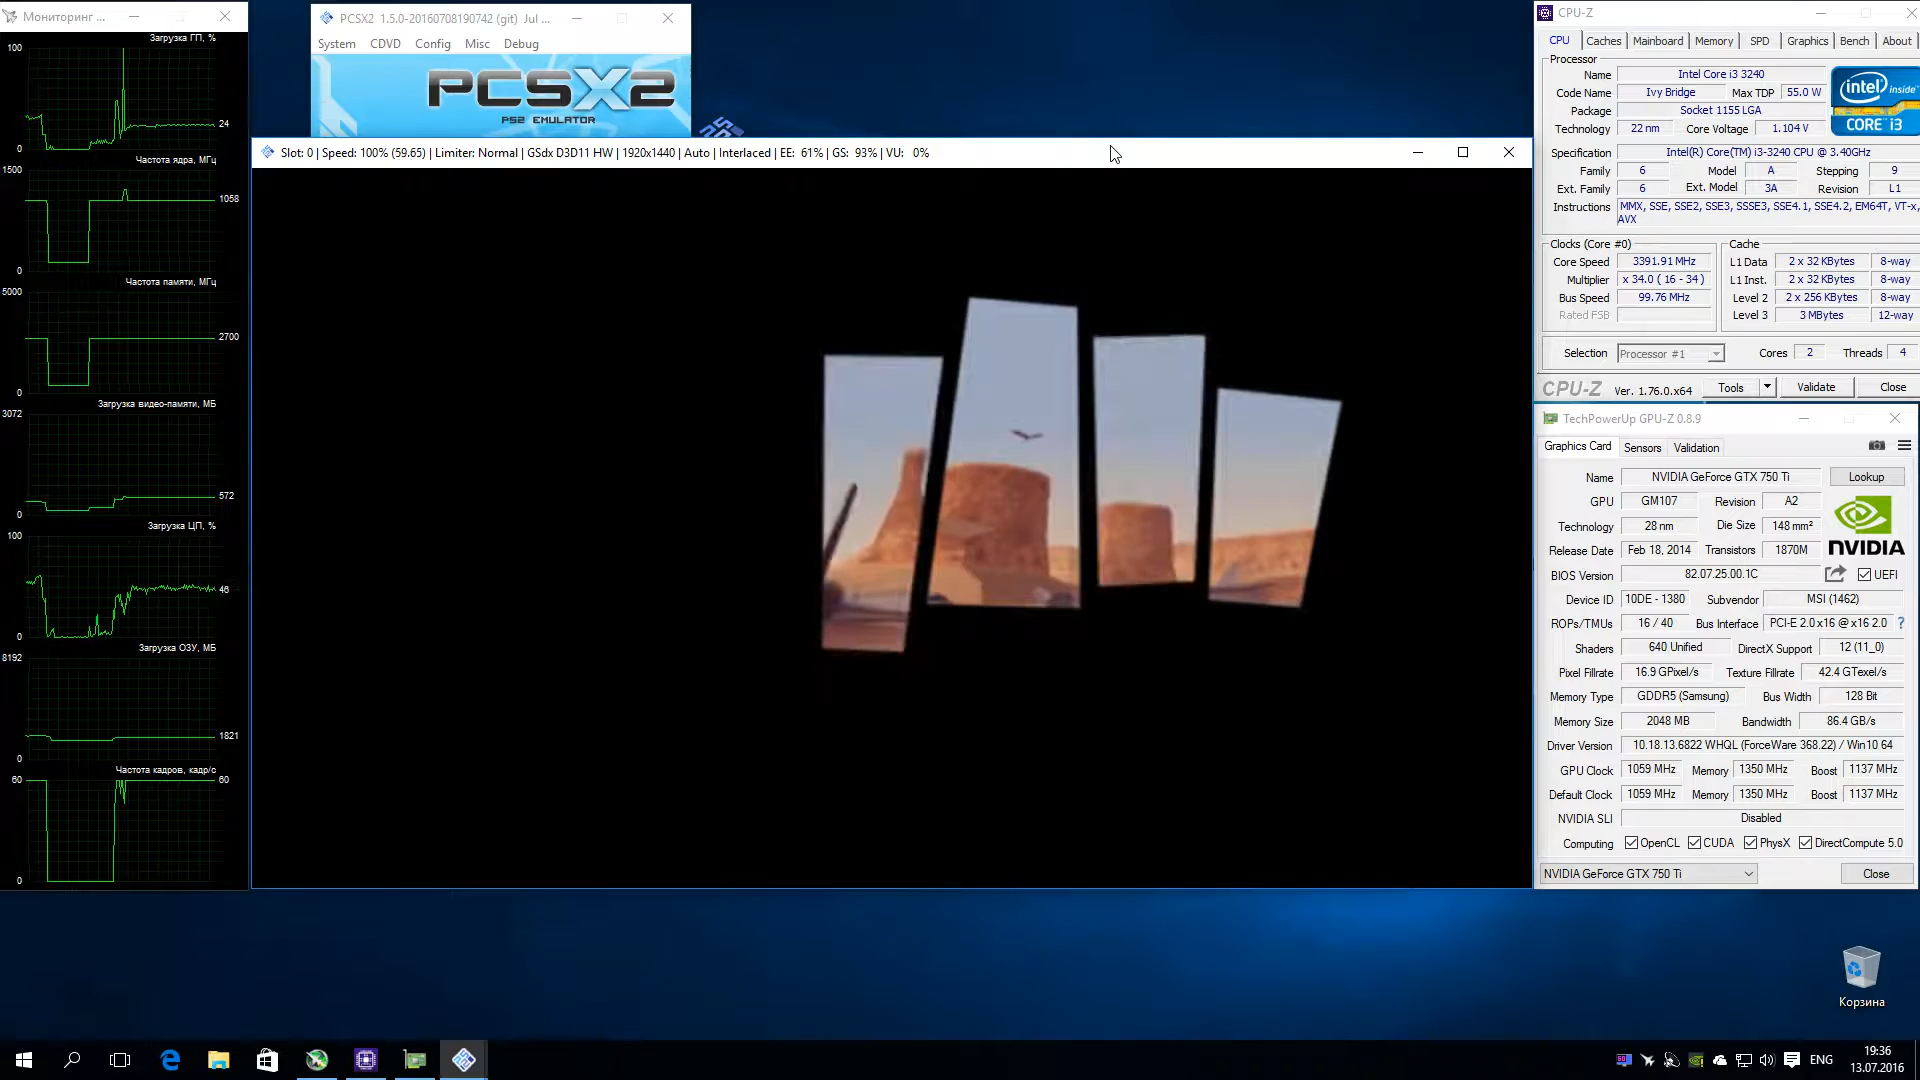 Мониторинг ...
Загрузка ГП, %
100
24
0
Частота ядра, МГц
1500
1058
0
Частота памяти, МГц
5000
2700
0
Загрузка видео-памяти, МБ
3072
572
0
Загрузка ЦП, %
100
46
0
Загрузка ОЗУ, МБ
8192
1821
0
Частота кадров, кадр/с
60
60
0
PCSX2 1.5.0-20160708190742 (git) Jul ...
System CDVD Config Misc Debug
PCSX2
PS2 EMULATOR
Slot: 0 | Speed: 100% (59.65) | Limiter: Normal | GSdx D3D11 HW | 1920x1440 | Auto | Interlaced | EE: 61% | GS: 93% | VU: 0%
CPU-Z
CPU Caches Mainboard Memory SPD Graphics Bench About
Processor
Name Intel Core i3 3240
Code Name Ivy Bridge Max TDP 55.0 W
Package Socket 1155 LGA
Technology 22 nm Core Voltage 1.104 V
intel inside
CORE i3
Specification Intel(R) Core(TM) i3-3240 CPU @ 3.40GHz
Family 6 Model A Stepping 9
Ext. Family 6 Ext. Model 3A Revision L1
Instructions MMX, SSE, SSE2, SSE3, SSSE3, SSE4.1, SSE4.2, EM64T, VT-x,
AVX
Clocks (Core #0) Cache
Core Speed 3391.91 MHz L1 Data 2 x 32 KBytes 8-way
Multiplier x 34.0 ( 16 - 34 ) L1 Inst. 2 x 32 KBytes 8-way
Bus Speed 99.76 MHz Level 2 2 x 256 KBytes 8-way
Rated FSB Level 3 3 MBytes 12-way
Selection Processor #1 Cores 2 Threads 4
CPU-Z Ver. 1.76.0.x64 Tools Validate Close
TechPowerUp GPU-Z 0.8.9
Graphics Card Sensors Validation
Name NVIDIA GeForce GTX 750 Ti Lookup
GPU GM107 Revision A2
Technology 28 nm Die Size 148 mm²
Release Date Feb 18, 2014 Transistors 1870M
NVIDIA
BIOS Version 82.07.25.00.1C UEFI
Device ID 10DE - 1380 Subvendor MSI (1462)
ROPs/TMUs 16 / 40 Bus Interface PCI-E 2.0 x16 @ x16 2.0 ?
Shaders 640 Unified DirectX Support 12 (11_0)
Pixel Fillrate 16.9 GPixel/s Texture Fillrate 42.4 GTexel/s
Memory Type GDDR5 (Samsung) Bus Width 128 Bit
Memory Size 2048 MB Bandwidth 86.4 GB/s
Driver Version 10.18.13.6822 WHQL (ForceWare 368.22) / Win10 64
GPU Clock 1059 MHz Memory 1350 MHz Boost 1137 MHz
Default Clock 1059 MHz Memory 1350 MHz Boost 1137 MHz
NVIDIA SLI Disabled
Computing OpenCL CUDA PhysX DirectCompute 5.0
NVIDIA GeForce GTX 750 Ti Close
Корзина
60
ENG
19:36
13.07.2016